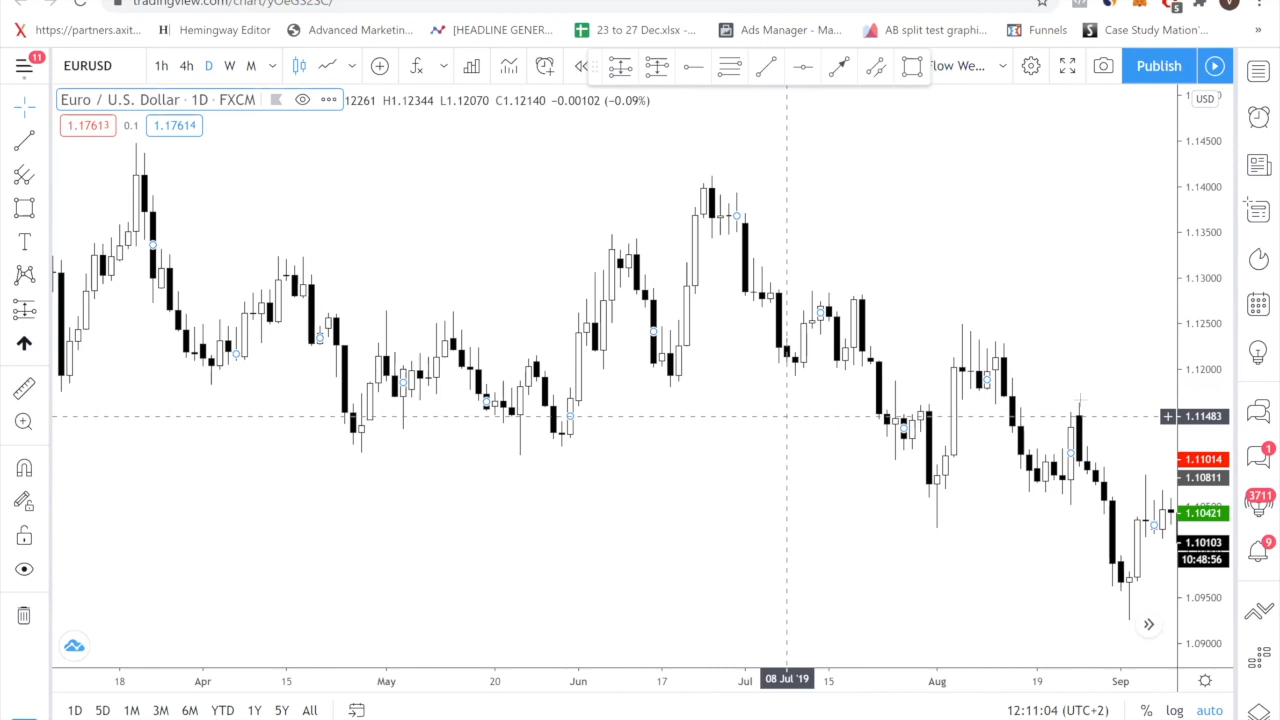 tradingview.com/chart/yOeG3Z3C/
5
V
https://partners.axit...
Hemingway Editor
Advanced Marketin...
[HEADLINE GENER...
23 to 27 Dec.xlsx -...
Ads Manager - Ma...
AB split test graphi...
Funnels
Case Study Mation'...
»
11
EURUSD
1h 4h D W M
low We...
Publish
Euro / U.S. Dollar · 1D · FXCM
12261 H1.12344 L1.12070 C1.12140 −0.00102 (−0.09%)
USD
1.17613 0.1 1.17614
1.14500
1.14000
1.13500
1.13000
1.12500
1.12000
1.11483
1.11014
1.10811
1.10421
1.10103
10:48:56
1.09500
1.09000
1
3711
9
18 Apr 15 May 20 Jun 17 Jul 08 Jul '19 15 Aug 19 Sep
1D 5D 1M 3M 6M YTD 1Y 5Y All
12:11:04 (UTC+2) % log auto